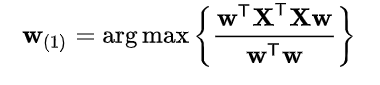 𝐰₍₁₎ = arg max { 𝐰ᵀ𝐗ᵀ𝐗𝐰 / 𝐰ᵀ𝐰 }